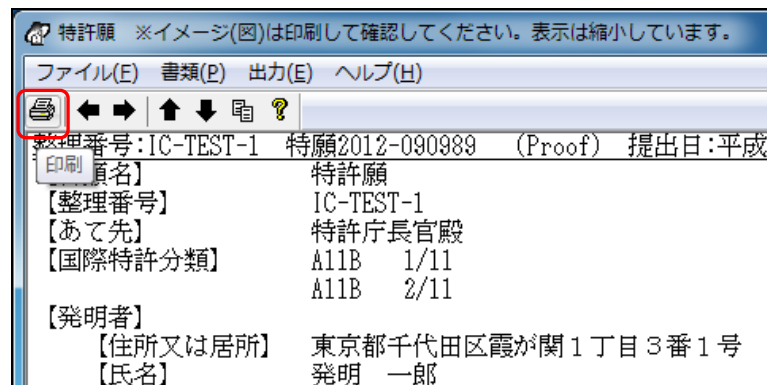 特許願 ※イメージ(図)は印刷して確認してください。表示は縮小しています。
ファイル(F) 書類(P) 出力(E) ヘルプ(H)
整理番号:IC-TEST-1 特願2012-090989 (Proof) 提出日:平成
印刷
願名】 特許願
【整理番号】 IC-TEST-1
【あて先】 特許庁長官殿
【国際特許分類】 A11B 1/11
A11B 2/11
【発明者】
【住所又は居所】 東京都千代田区霞が関1丁目3番1号
【氏名】 発明 一郎